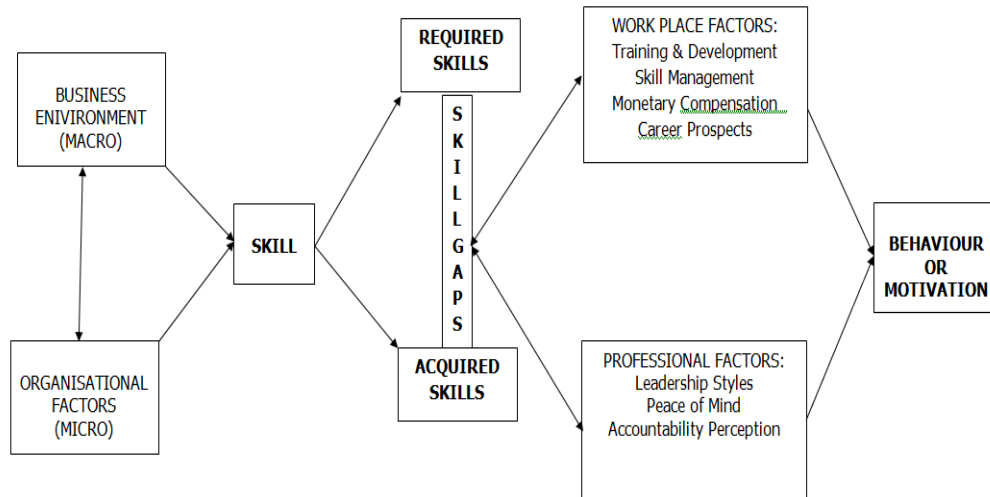 BUSINESS
ENIVIRONMENT
(MACRO)
ORGANISATIONAL
FACTORS
(MICRO)
SKILL
REQUIRED
SKILLS
S
K
I
L
L
G
A
P
S
ACQUIRED
SKILLS
WORK PLACE FACTORS:
Training & Development
Skill Management
Monetary Compensation
Career Prospects
PROFESSIONAL FACTORS:
Leadership Styles
Peace of Mind
Accountability Perception
BEHAVIOUR
OR
MOTIVATION